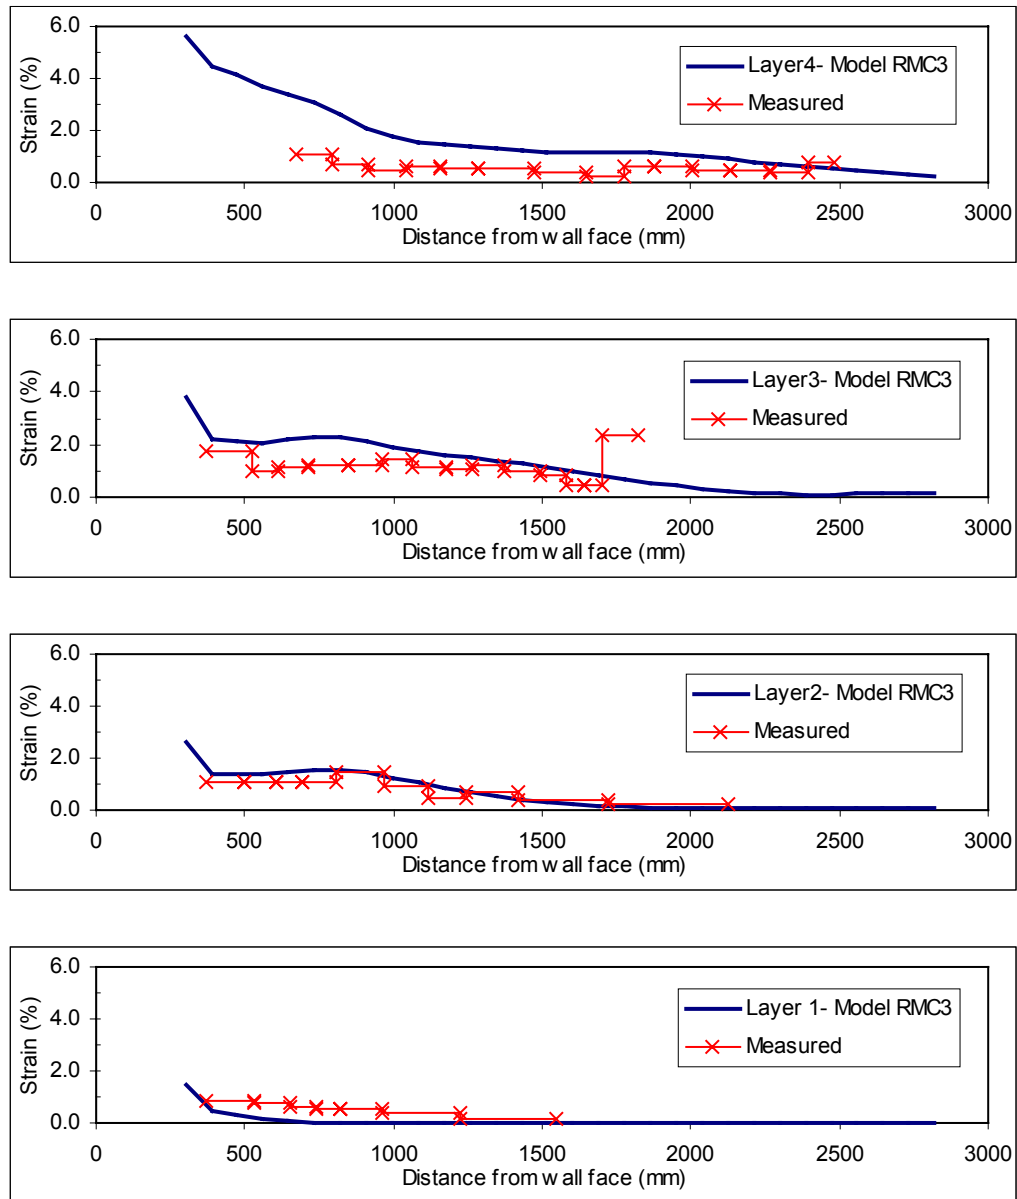 6.0
4.0
2.0
0.0
Strain (%)
Layer4- Model RMC3
Measured
0 500 1000 1500 2000 2500 3000
Distance from wall face (mm)
6.0
4.0
2.0
0.0
Strain (%)
Layer3- Model RMC3
Measured
0 500 1000 1500 2000 2500 3000
Distance from wall face (mm)
6.0
4.0
2.0
0.0
Strain (%)
Layer2- Model RMC3
Measured
0 500 1000 1500 2000 2500 3000
Distance from wall face (mm)
6.0
4.0
2.0
0.0
Strain (%)
Layer 1- Model RMC3
Measured
0 500 1000 1500 2000 2500 3000
Distance from wall face (mm)